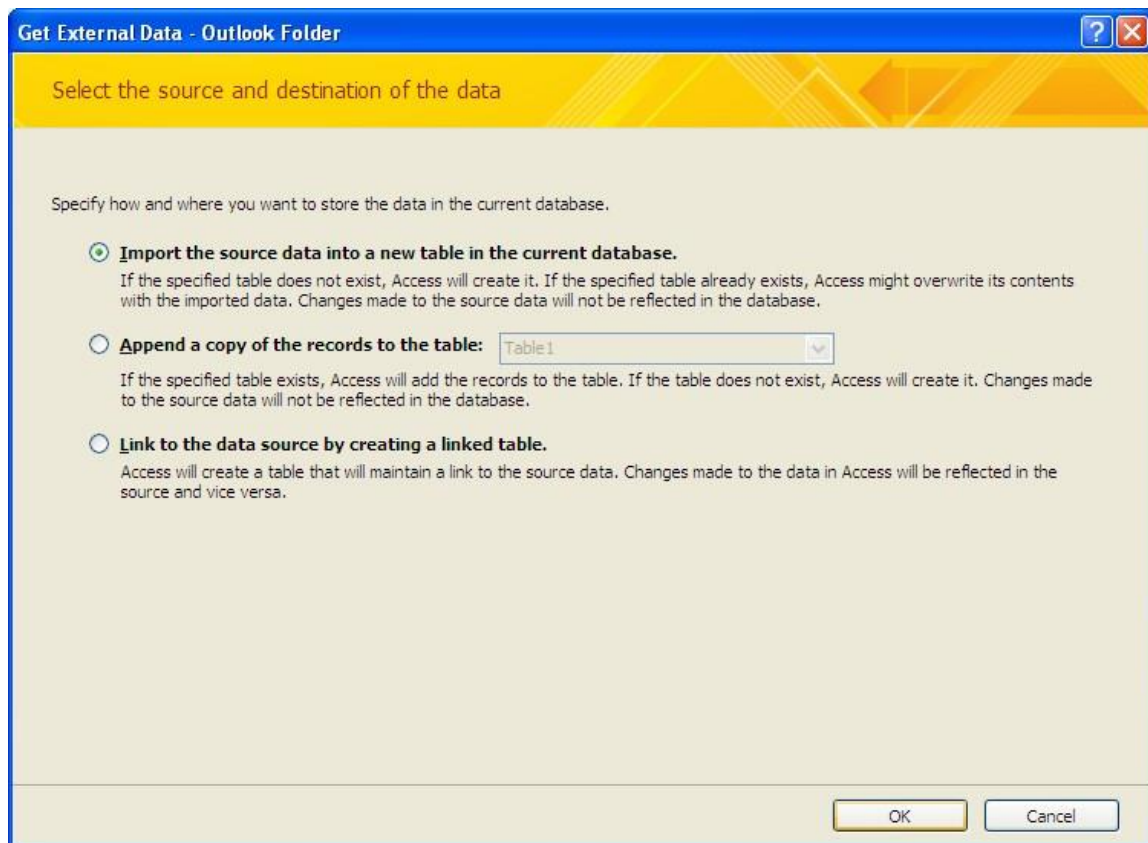 Get External Data - Outlook Folder
Select the source and destination of the data
Specify how and where you want to store the data in the current database.
Import the source data into a new table in the current database.
If the specified table does not exist, Access will create it. If the specified table already exists, Access might overwrite its contents
with the imported data. Changes made to the source data will not be reflected in the database.
Append a copy of the records to the table: Table1
If the specified table exists, Access will add the records to the table. If the table does not exist, Access will create it. Changes made
to the source data will not be reflected in the database.
Link to the data source by creating a linked table.
Access will create a table that will maintain a link to the source data. Changes made to the data in Access will be reflected in the
source and vice versa.
OK Cancel